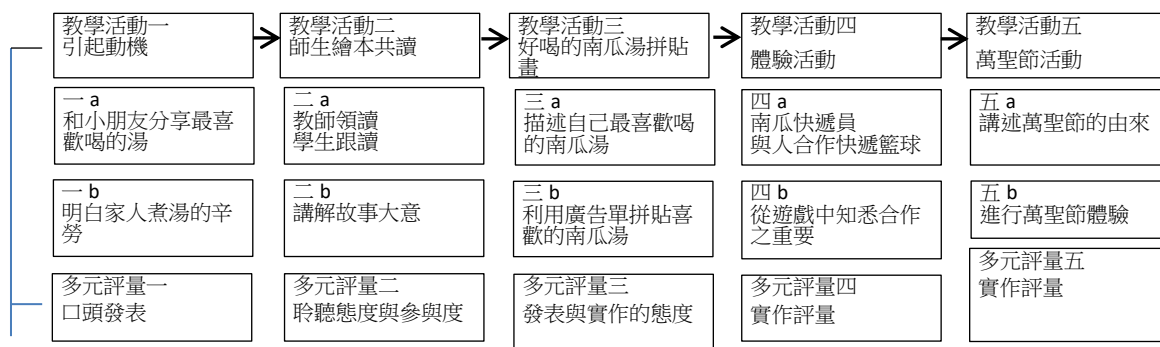 教學活動一
引起動機
教學活動二
師生繪本共讀
教學活動三
好喝的南瓜湯拼貼
畫
教學活動四
體驗活動
教學活動五
萬聖節活動
一 a
和小朋友分享最喜
歡喝的湯
二 a
教師領讀
學生跟讀
三 a
描述自己最喜歡喝
的南瓜湯
四 a
南瓜快遞員
與人合作快遞籃球
五 a
講述萬聖節的由來
一 b
明白家人煮湯的辛
勞
二 b
講解故事大意
三 b
利用廣告單拼貼喜
歡的南瓜湯
四 b
從遊戲中知悉合作
之重要
五 b
進行萬聖節體驗
多元評量一
口頭發表
多元評量二
聆聽態度與參與度
多元評量三
發表與實作的態度
多元評量四
實作評量
多元評量五
實作評量